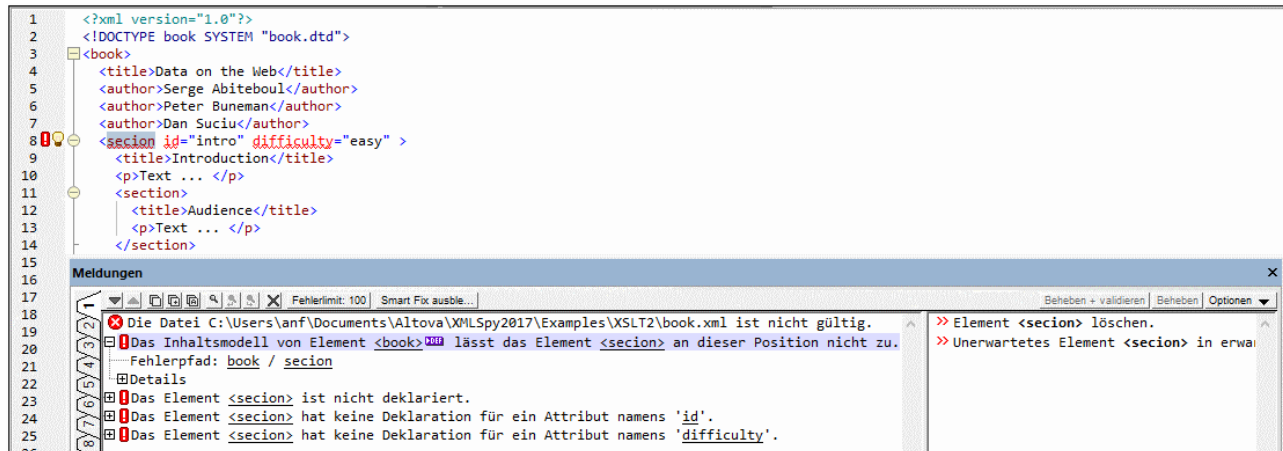 1 <?xml version="1.0"?>
2 <!DOCTYPE book SYSTEM "book.dtd">
3 <book>
4 <title>Data on the Web</title>
5 <author>Serge Abiteboul</author>
6 <author>Peter Buneman</author>
7 <author>Dan Suciu</author>
8 <secion id="intro" difficulty="easy" >
9 <title>Introduction</title>
10 <p>Text ... </p>
11 <section>
12 <title>Audience</title>
13 <p>Text ... </p>
14 </section>
15
16
17
18
19
20
21
22
23
24
25
Meldungen
Fehlerlimit: 100 Smart Fix ausble... Beheben + validieren Beheben Optionen
1
2
3
4
5
6
7
8
Die Datei C:\Users\anf\Documents\Altova\XMLSpy2017\Examples\XSLT2\book.xml ist nicht gültig.
Das Inhaltsmodell von Element <book> DEF lässt das Element <secion> an dieser Position nicht zu.
Fehlerpfad: book / secion
Details
Das Element <secion> ist nicht deklariert.
Das Element <secion> hat keine Deklaration für ein Attribut namens 'id'.
Das Element <secion> hat keine Deklaration für ein Attribut namens 'difficulty'.
>> Element <secion> löschen.
>> Unerwartetes Element <secion> in